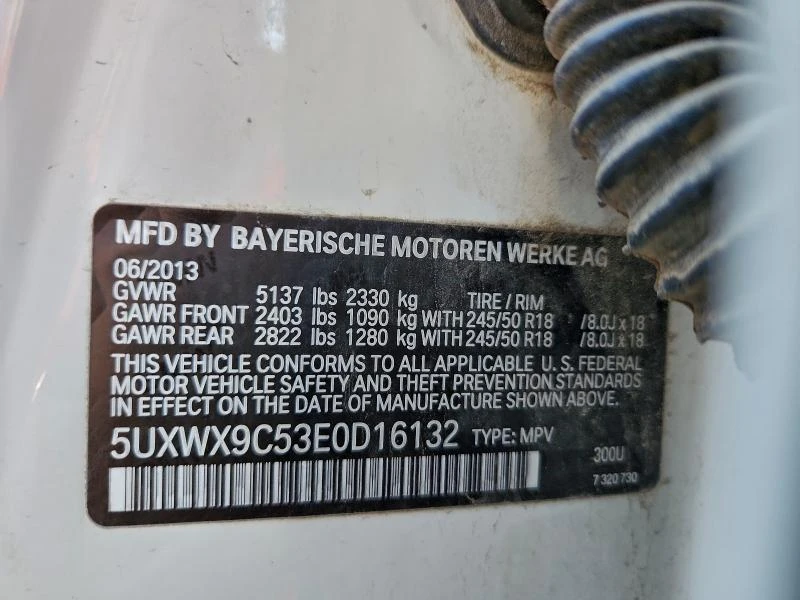 MFD BY BAYERISCHE MOTOREN WERKE AG
06/2013
GVWR 5137 lbs 2330 kg TIRE / RIM
GAWR FRONT 2403 lbs 1090 kg WITH 245/50 R18 /8.0J x 18
GAWR REAR 2822 lbs 1280 kg WITH 245/50 R18 /8.0J x 18
THIS VEHICLE CONFORMS TO ALL APPLICABLE U.S. FEDERAL
MOTOR VEHICLE SAFETY AND THEFT PREVENTION STANDARDS
IN EFFECT ON THE DATE OF MANUFACTURE SHOWN ABOVE.
5UXWX9C53E0D16132 TYPE: MPV 300U
7 320 730